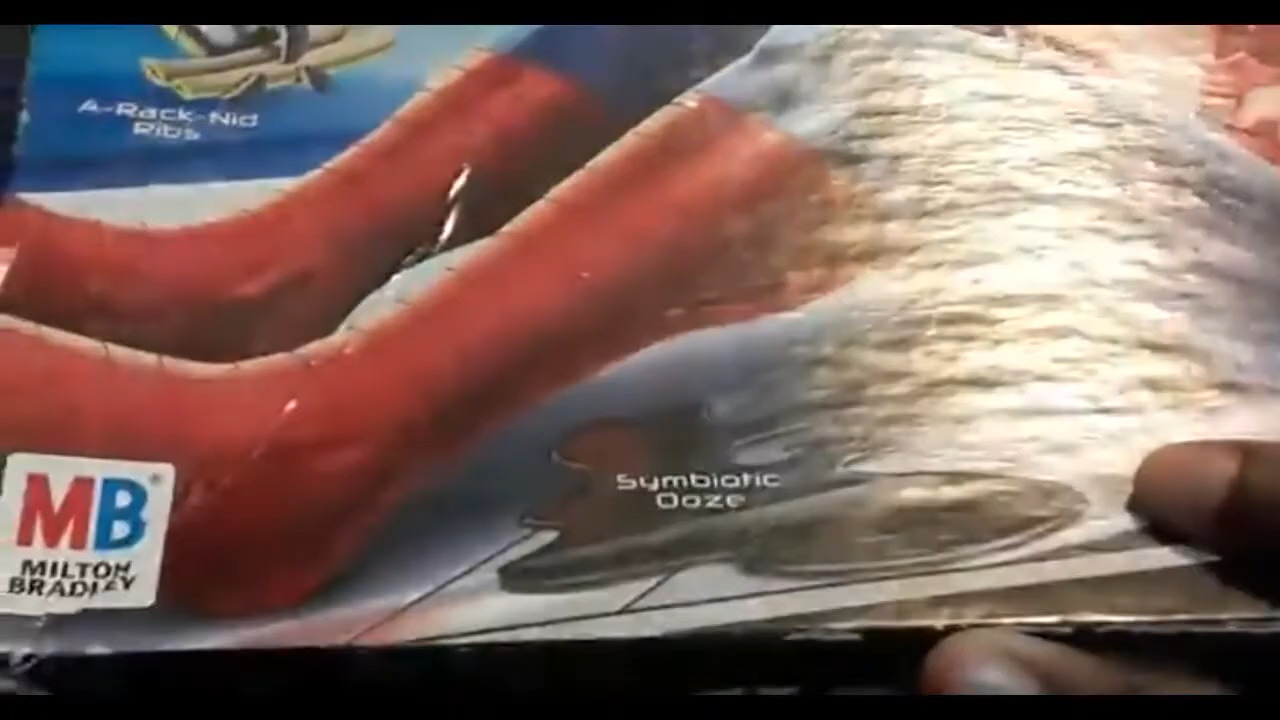 A-Rack-Nid
Ribs
Symbiotic
Ooze
MB®
MILTON
BRADLEY